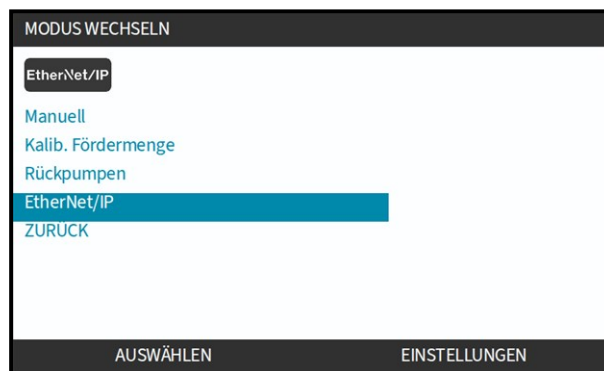 MODUS WECHSELN
EtherNet/IP
Manuell
Kalib. Fördermenge
Rückpumpen
EtherNet/IP
ZURÜCK
AUSWÄHLEN EINSTELLUNGEN